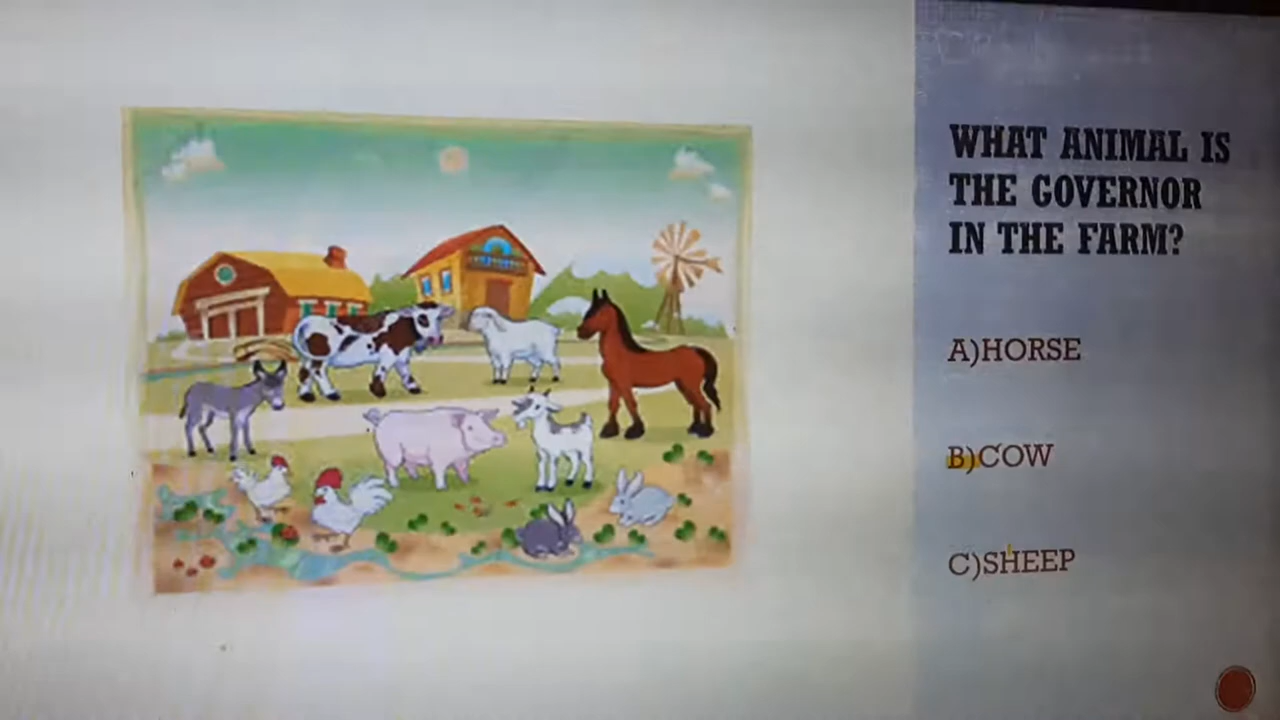 WHAT ANIMAL IS
THE GOVERNOR
IN THE FARM?
A)HORSE
B)COW
C)SHEEP